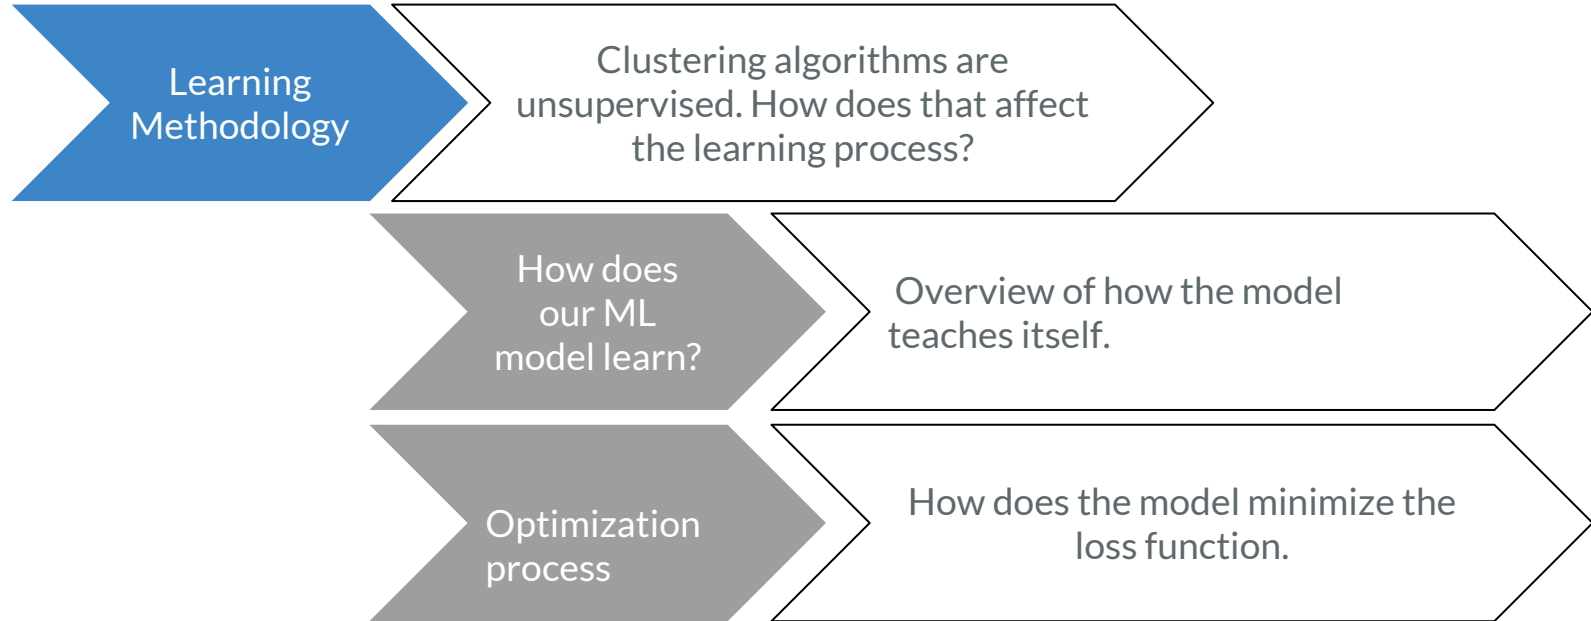 Learning
Methodology
Clustering algorithms are
unsupervised. How does that affect
the learning process?
How does
our ML
model learn?
Overview of how the model
teaches itself.
Optimization
process
How does the model minimize the
loss function.